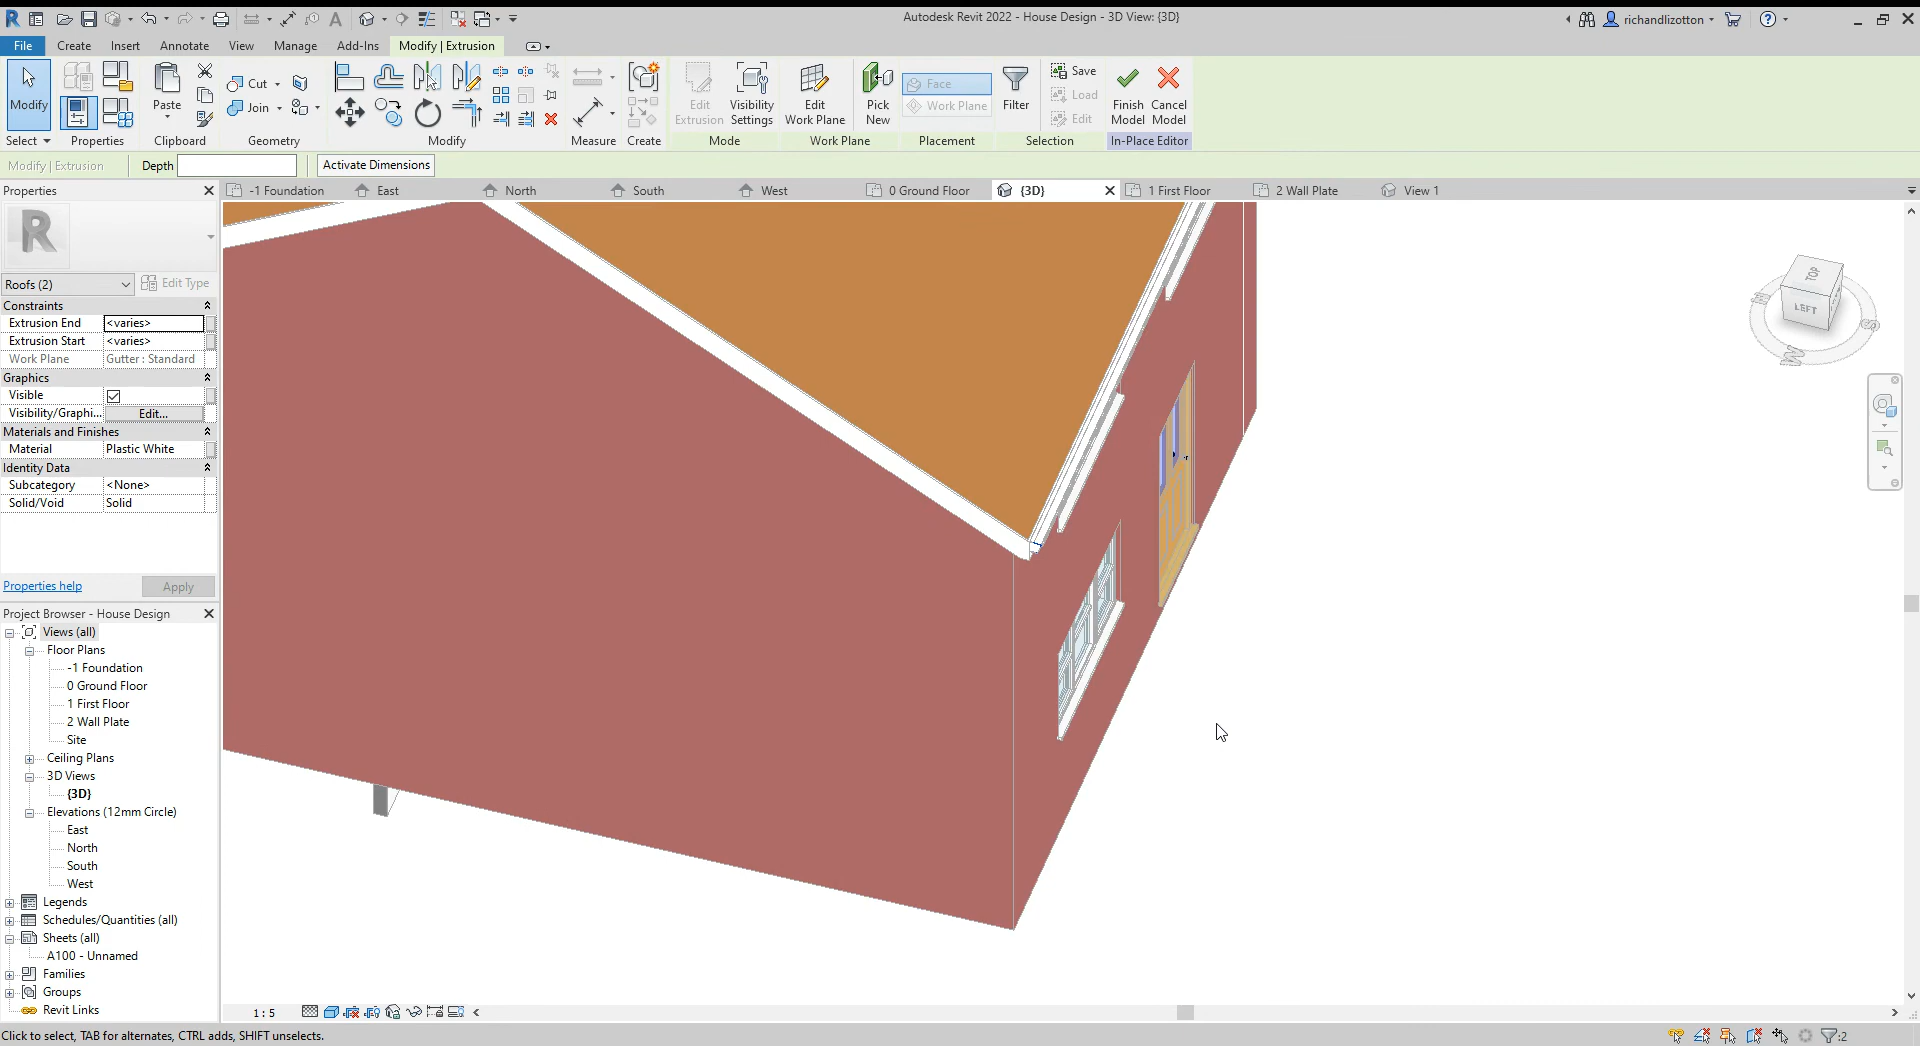 Autodesk Revit 2022 - House Design - 3D View: {3D}
richandlizotton
File Create Insert Annotate View Manage Add-Ins Modify | Extrusion
Modify
Paste
Cut
Join
Edit Extrusion
Visibility Settings
Edit Work Plane
Pick New
Face
Work Plane
Filter
Save
Load
Edit
Finish Model
Cancel Model
Select Properties Clipboard Geometry Modify Measure Create Mode Work Plane Placement Selection In-Place Editor
Modify | Extrusion Depth Activate Dimensions
Properties
-1 Foundation East North South West 0 Ground Floor {3D} 1 First Floor 2 Wall Plate View 1
R
Roofs (2) Edit Type
Constraints
Extrusion End <varies>
Extrusion Start <varies>
Work Plane Gutter : Standard
Graphics
Visible
Visibility/Graphi... Edit...
Materials and Finishes
Material Plastic White
Identity Data
Subcategory <None>
Solid/Void Solid
Properties help Apply
Project Browser - House Design
Views (all)
Floor Plans
-1 Foundation
0 Ground Floor
1 First Floor
2 Wall Plate
Site
Ceiling Plans
3D Views
{3D}
Elevations (12mm Circle)
East
North
South
West
Legends
Schedules/Quantities (all)
Sheets (all)
A100 - Unnamed
Families
Groups
Revit Links
TOP
LEFT
W
1 : 5
Click to select, TAB for alternates, CTRL adds, SHIFT unselects.
:2